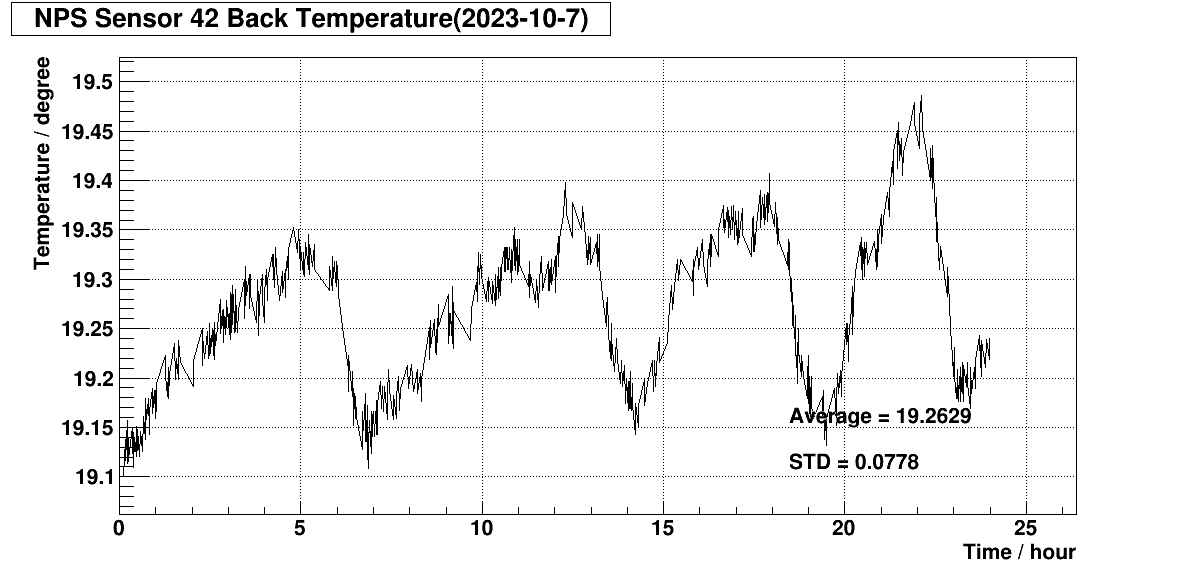 NPS Sensor 42 Back Temperature(2023-10-7)
Temperature / degree
19.5
19.45
19.4
19.35
19.3
19.25
19.2
19.15
19.1
Average = 19.2629
STD = 0.0778
0 5 10 15 20 25
Time / hour